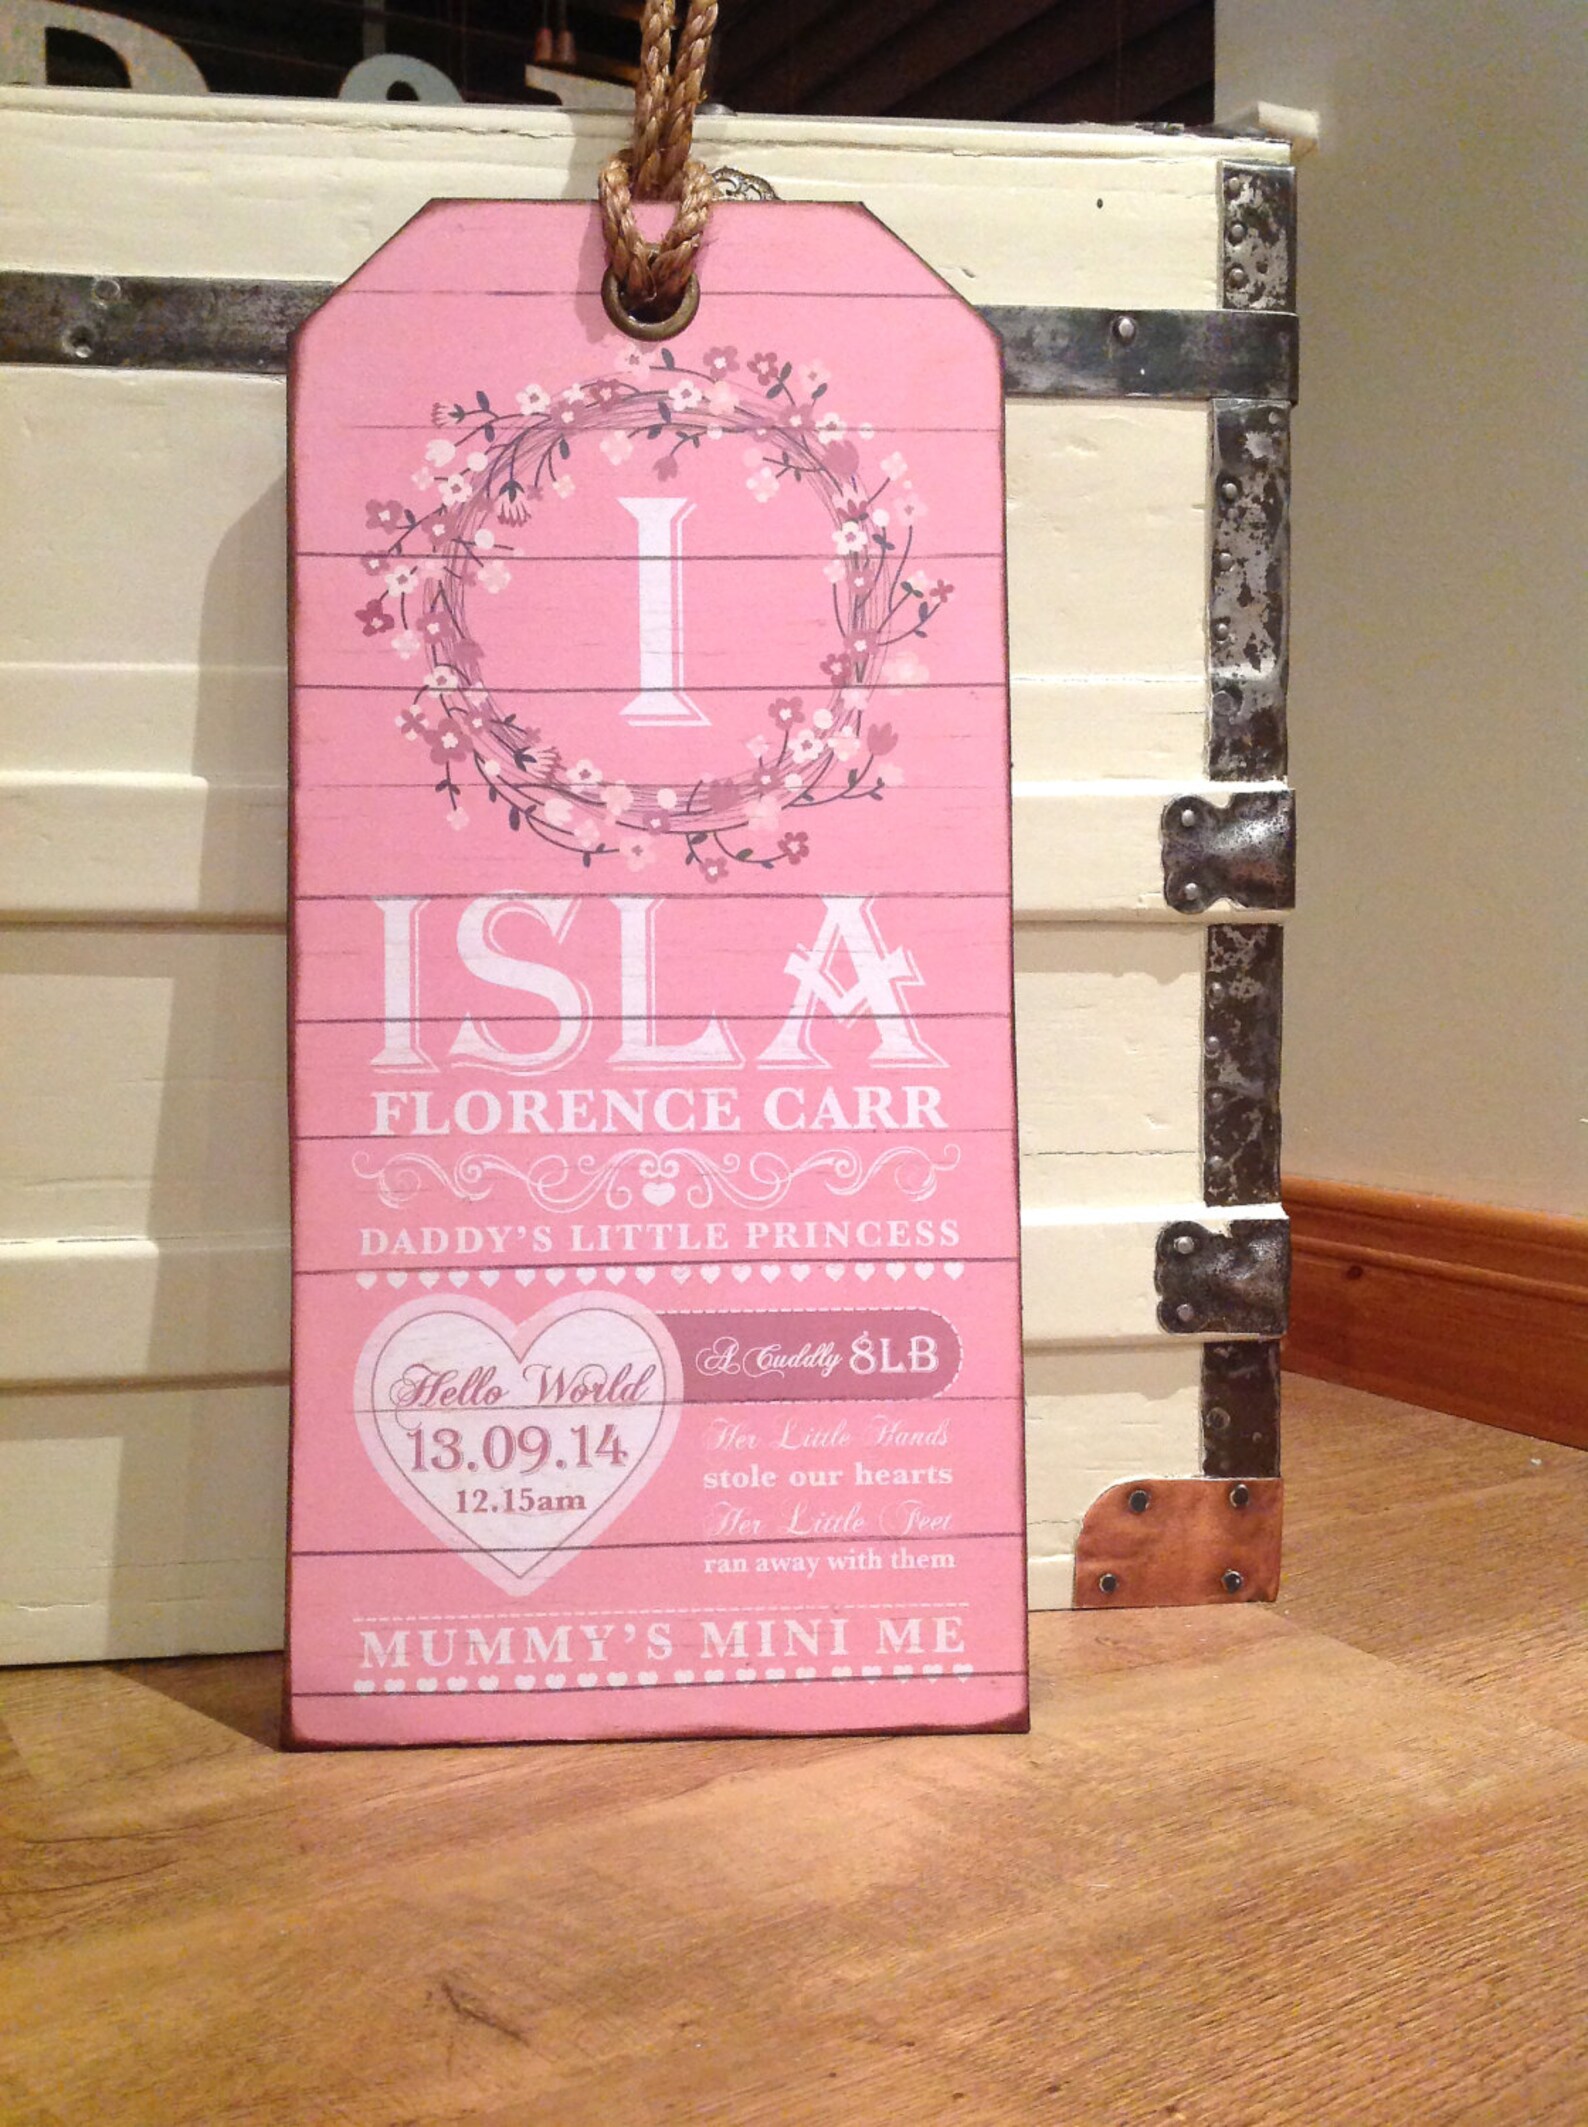 I
ISLA
FLORENCE CARR
DADDY'S LITTLE PRINCESS
Hello World
13.09.14
12.15am
A Cuddly 8LB
Her Little Hands
stole our hearts
Her Little Feet
ran away with them
MUMMY'S MINI ME